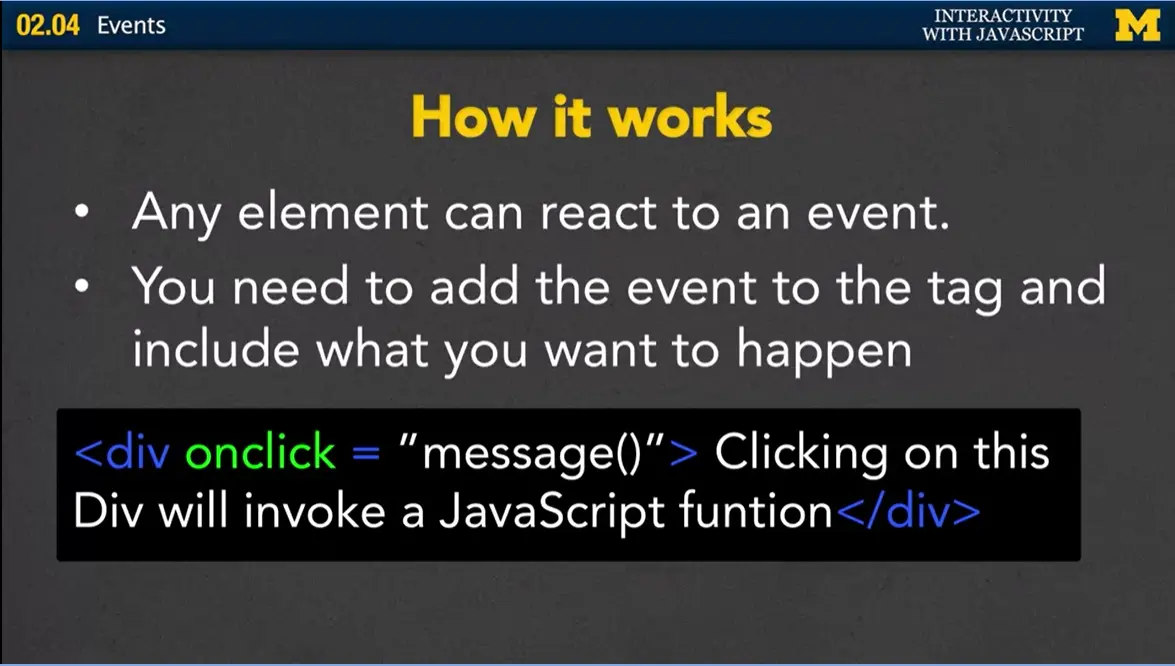 02.04 Events
INTERACTIVITY
WITH JAVASCRIPT
M
How it works
• Any element can react to an event.
• You need to add the event to the tag and
include what you want to happen
<div onclick = "message()"> Clicking on this
Div will invoke a JavaScript funtion</div>